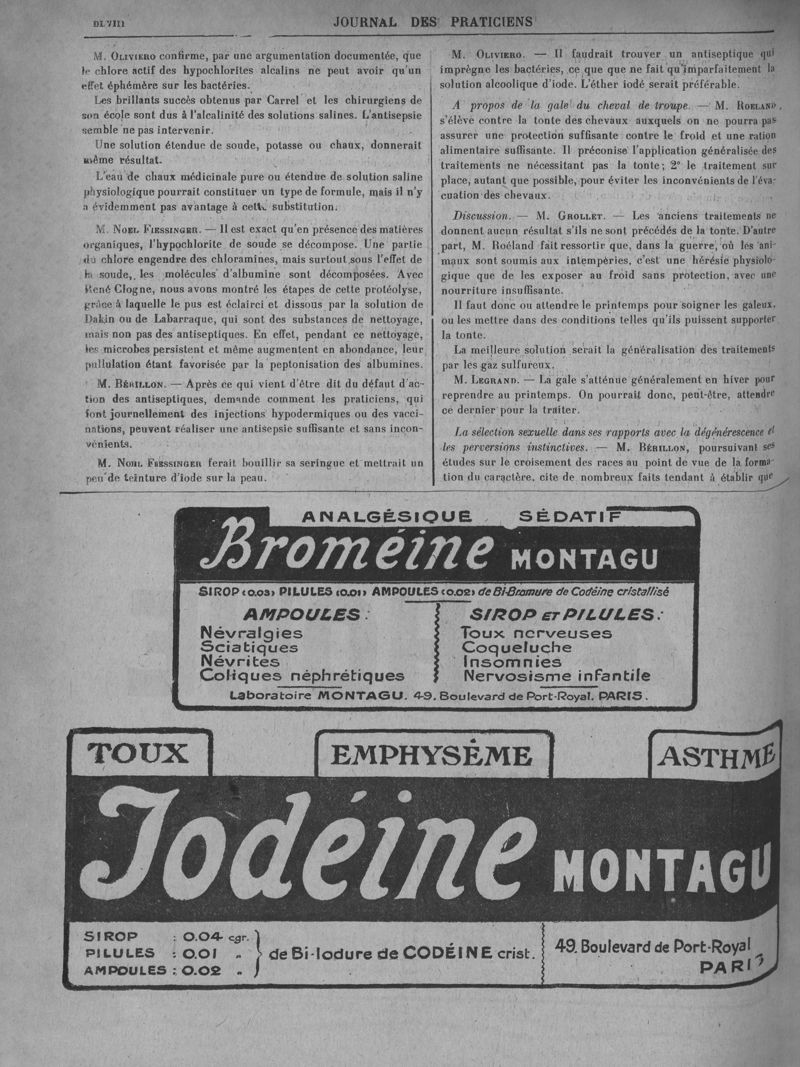 DLVIII
JOURNAL DES PRATICIENS
M. OLIVIERO confirme, par une argumentation documentée, que
le chlore actif des hypochlorites alcalins ne peut avoir qu'un
effet éphémère sur les bactéries.
Les brillants succès obtenus par Carrel et les chirurgiens de
son école sont dus à l'alcalinité des solutions salines. L'antisepsie
semble ne pas intervenir.
Une solution étendue de soude, potasse ou chaux, donnerait
même résultat.
L'eau de chaux médicinale pure ou étendue de solution saline
physiologique pourrait constituer un type de formule, mais il n'y
a évidemment pas avantage à cette substitution.
M. NOEL FIESSINGER. — Il est exact qu'en présence des matières
organiques, l'hypochlorite de soude se décompose. Une partie
du chlore engendre des chloramines, mais surtout sous l'effet de
la soude, les molécules d'albumine sont décomposées. Avec
René Clogne, nous avons montré les étapes de cette protéolyse,
grâce à laquelle le pus est éclairci et dissous par la solution de
Dakin ou de Labarraque, qui sont des substances de nettoyage,
mais non pas des antiseptiques. En effet, pendant ce nettoyage,
les microbes persistent et même augmentent en abondance, leur
pullulation étant favorisée par la peptonisation des albumines.
M. BÉRILLON. — Après ce qui vient d'être dit du défaut d'ac-
tion des antiseptiques, demande comment les praticiens, qui
font journellement des injections hypodermiques ou des vacci-
nations, peuvent réaliser une antisepsie suffisante et sans incon-
vénients.
M. NOEL FIESSINGER ferait bouillir sa seringue et mettrait un
peu de teinture d'iode sur la peau.
M. OLIVIERO. — Il faudrait trouver un antiseptique qui
imprègne les bactéries, ce que ne fait qu'imparfaitement la
solution alcoolique d'iode. L'éther iodé serait préférable.
A propos de la gale du cheval de troupe. — M. ROELAND
s'élève contre la tonte des chevaux auxquels on ne pourra pas
assurer une protection suffisante contre le froid et une ration
alimentaire suffisante. Il préconise l'application généralisée des
traitements ne nécessitant pas la tonte; 2° le traitement sur
place, autant que possible, pour éviter les inconvénients de l'éva-
cuation des chevaux.
Discussion. — M. GROLLET. — Les anciens traitements ne
donnent aucun résultat s'ils ne sont précédés de la tonte. D'autre
part, M. Roéland fait ressortir que, dans la guerre, où les ani-
maux sont soumis aux intempéries, c'est une hérésie physiolo-
gique que de les exposer au froid sans protection, avec une
nourriture insuffisante.
Il faut donc ou attendre le printemps pour soigner les galeux,
ou les mettre dans des conditions telles qu'ils puissent supporter
la tonte.
La meilleure solution serait la généralisation des traitements
par les gaz sulfureux.
M. LEGRAND. — La gale s'atténue généralement en hiver pour
reprendre au printemps. On pourrait donc, peut-être, attendre
ce dernier pour la traiter.
La sélection sexuelle dans ses rapports avec la dégénérescence et
les perversions instinctives. — M. BÉRILLON, poursuivant ses
études sur le croisement des races au point de vue de la forma-
tion du caractère, cite de nombreux faits tendant à établir que
ANALGÉSIQUE SÉDATIF
Broméine MONTAGU
SIROP (0.03) PILULES (0.01) AMPOULES (0.02) de Bi-Bromure de Codéine cristallisé
AMPOULES:
Névralgies
Sciatiques
Névrites
Coliques néphrétiques
SIROP ET PILULES:
Toux nerveuses
Coqueluche
Insomnies
Nervosisme infantile
Laboratoire MONTAGU. 49. Boulevard de Port-Royal. PARIS.
TOUX
EMPHYSÊME
ASTHME
Iodéine MONTAGU
SIROP : 0.04 cgr.
PILULES : 0.01 "
AMPOULES : 0.02 "
de Bi-Iodure de CODÉINE crist.
49. Boulevard de Port-Royal
PARIS